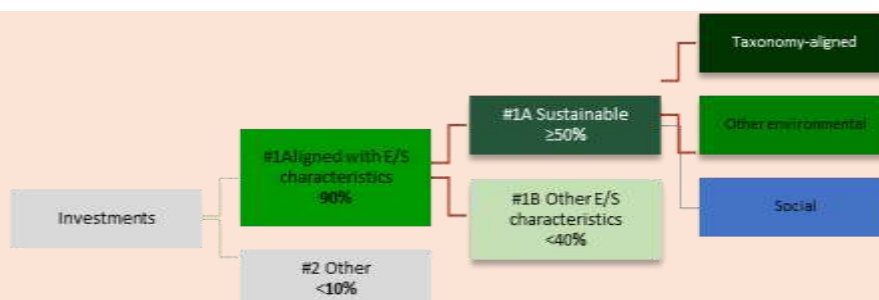 Taxonomy-aligned
#1A Sustainable
≥50%
Other environmental
#1Aligned with E/S
characteristics
90%
#1B Other E/S
characteristics
<40%
Social
Investments
#2 Other
<10%